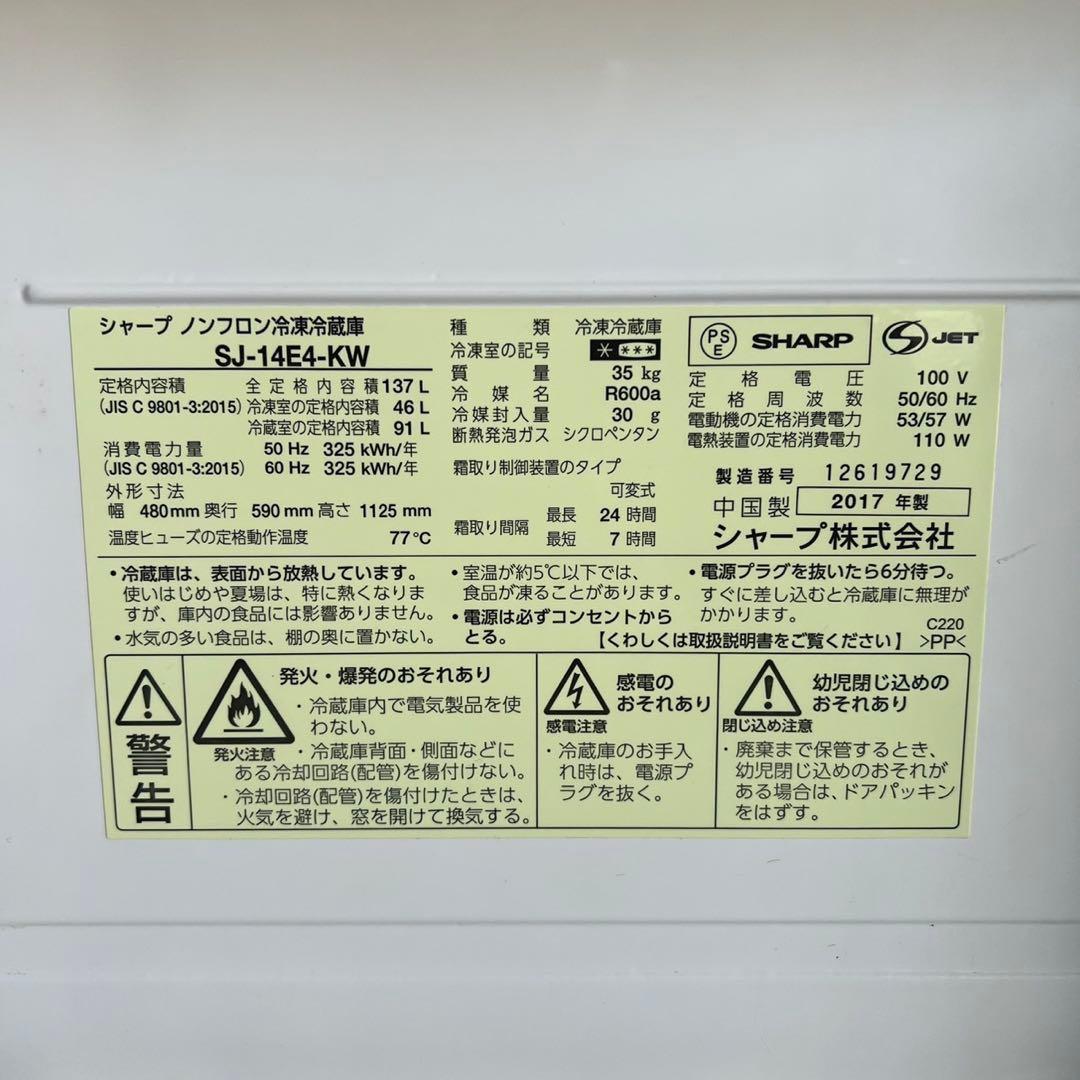 シャープ ノンフロン冷凍冷蔵庫
SJ-14E4-KW
定格内容積 全定格内容積 137 L
(JIS C 9801-3:2015) 冷凍室の定格内容積 46 L
冷蔵室の定格内容積 91 L
消費電力量 50 Hz 325 kWh/年
(JIS C 9801-3:2015) 60 Hz 325 kWh/年
外形寸法
幅 480mm 奥行 590 mm 高さ 1125 mm
温度ヒューズの定格動作温度 77℃
種類 冷凍冷蔵庫
冷凍室の記号 * ***
質量 35 kg
冷媒名 R600a
冷媒封入量 30 g
断熱発泡ガス シクロペンタン
霜取り制御装置のタイプ
可変式
霜取り間隔 最長 24 時間
最短 7 時間
PS
E
SHARP
S JET
定格電圧 100 V
定格周波数 50/60 Hz
電動機の定格消費電力 53/57 W
電熱装置の定格消費電力 110 W
製造番号 12619729
中国製 2017 年製
シャープ株式会社
・冷蔵庫は、表面から放熱しています。
使いはじめや夏場は、特に熱くなりま
すが、庫内の食品には影響ありません。
・水気の多い食品は、棚の奥に置かない。
・室温が約5℃以下では、
食品が凍ることがあります。
・電源は必ずコンセントから
とる。
・電源プラグを抜いたら6分待つ。
すぐに差し込むと冷蔵庫に無理が
かかります。
C220
【くわしくは取扱説明書をご覧ください】 >PP<
警告
発火・爆発のおそれあり
発火注意
・冷蔵庫内で電気製品を使
わない。
・冷蔵庫背面・側面などに
ある冷却回路(配管)を傷付けない。
・冷却回路(配管)を傷付けたときは、
火気を避け、窓を開けて換気する。
感電の
おそれあり
感電注意
・冷蔵庫のお手入
れ時は、電源プ
ラグを抜く。
幼児閉じ込めの
おそれあり
閉じ込め注意
・廃棄まで保管するとき、
幼児閉じ込めのおそれが
ある場合は、ドアパッキン
をはずす。